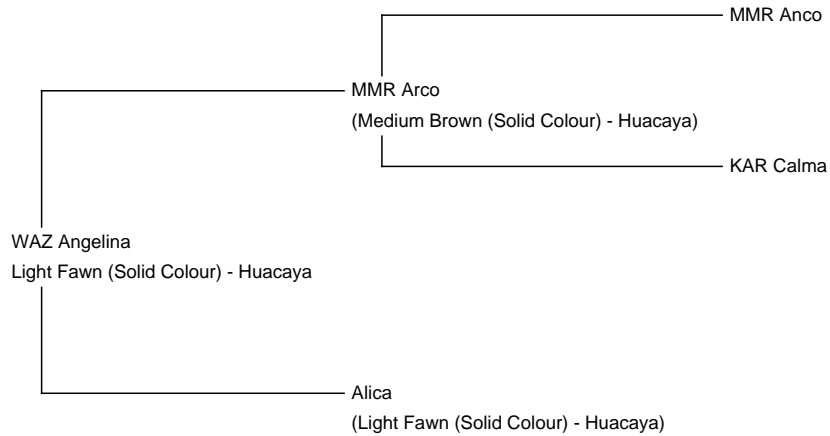 MMR Anco
MMR Arco
(Medium Brown (Solid Colour) - Huacaya)
KAR Calma
WAZ Angelina
Light Fawn (Solid Colour) - Huacaya
Alica
(Light Fawn (Solid Colour) - Huacaya)